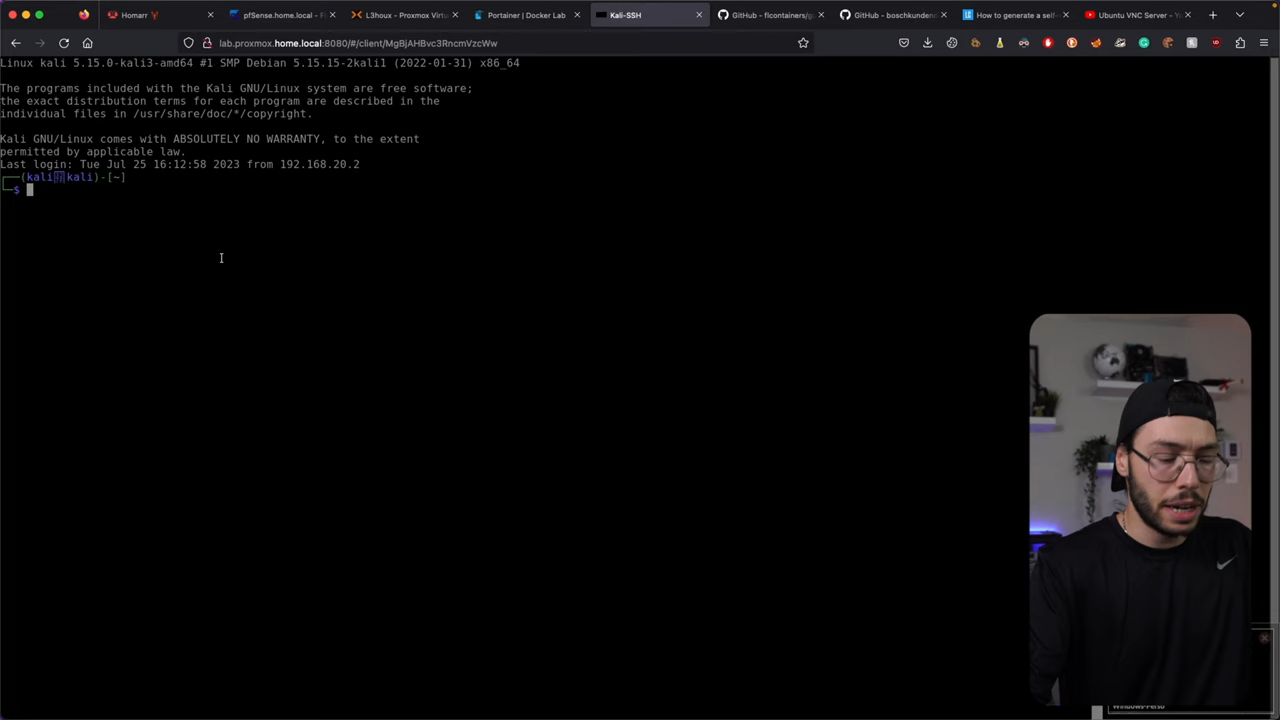 Homarr
pfSense.home.local - Fi
L3houx - Proxmox Virtu
Portainer | Docker Lab
Kali-SSH
GitHub - flcontainers/g
GitHub - boschkundend
How to generate a self-
Ubuntu VNC Server - Yo
lab.proxmox.home.local:8080/#/client/MgBjAHBvc3RncmVzcWw
Linux kali 5.15.0-kali3-amd64 #1 SMP Debian 5.15.15-2kali1 (2022-01-31) x86_64
The programs included with the Kali GNU/Linux system are free software;
the exact distribution terms for each program are described in the
individual files in /usr/share/doc/*/copyright.
Kali GNU/Linux comes with ABSOLUTELY NO WARRANTY, to the extent
permitted by applicable law.
Last login: Tue Jul 25 16:12:58 2023 from 192.168.20.2
┌──(kali㉿kali)-[~]
└─$
Windows-Perso